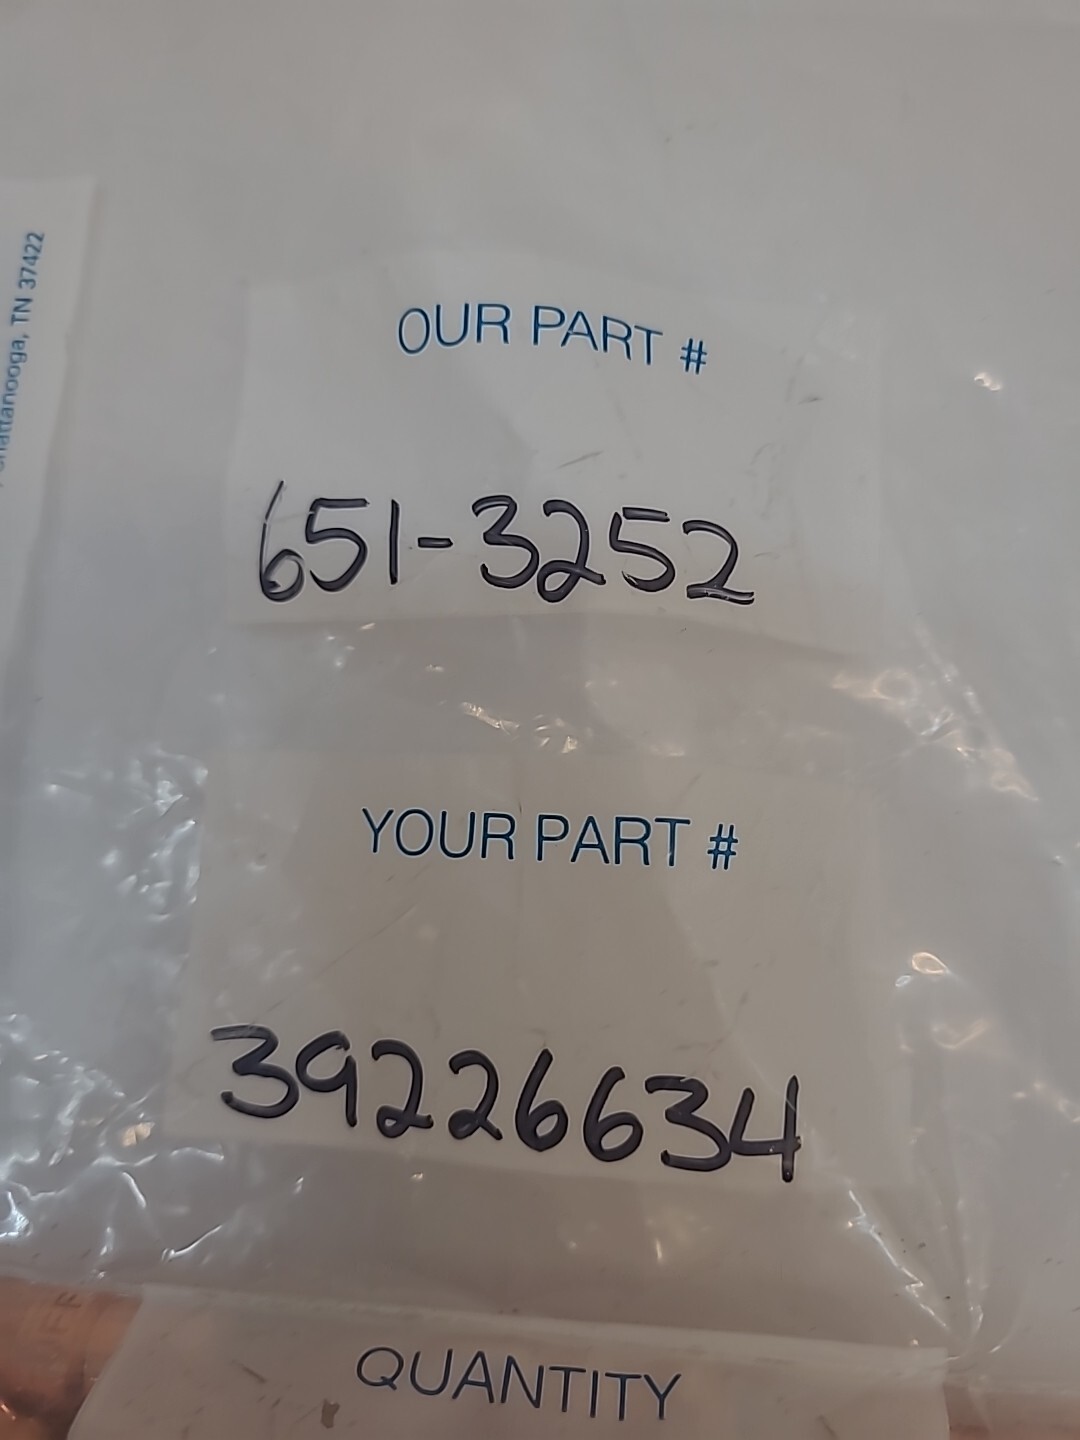 Chattanooga, TN 37422
OUR PART #
651-3252
YOUR PART #
39226634
QUANTITY